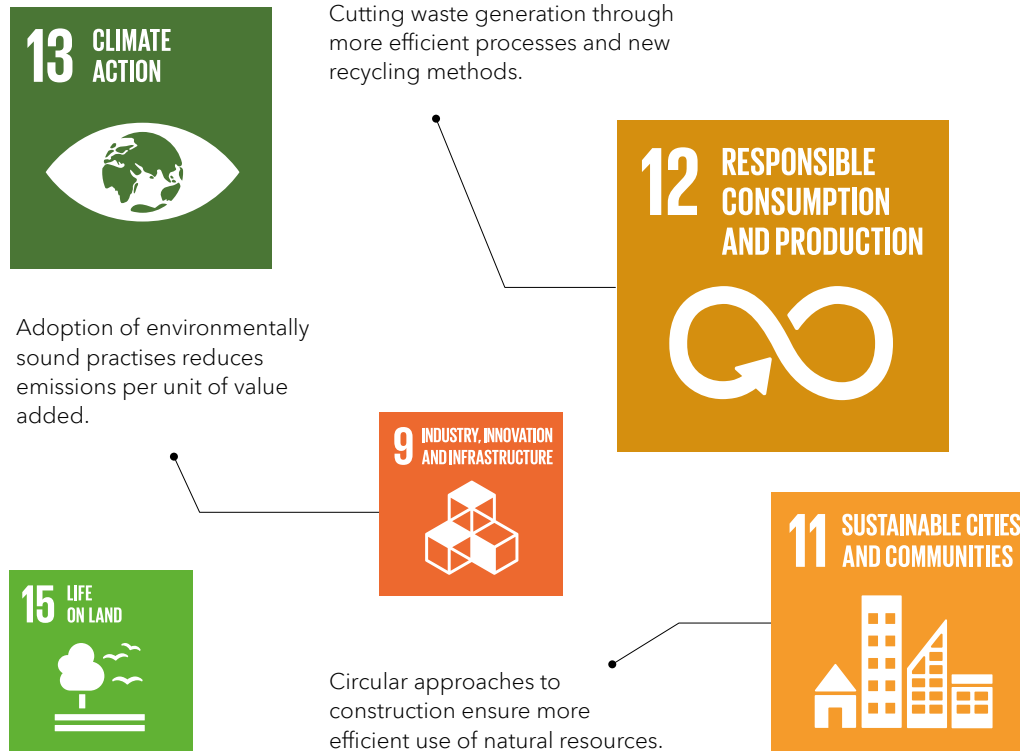 13 CLIMATE
ACTION
Cutting waste generation through
more efficient processes and new
recycling methods.
12 RESPONSIBLE
CONSUMPTION
AND PRODUCTION
Adoption of environmentally
sound practises reduces
emissions per unit of value
added.
9 INDUSTRY, INNOVATION
AND INFRASTRUCTURE
11 SUSTAINABLE CITIES
AND COMMUNITIES
15 LIFE
ON LAND
Circular approaches to
construction ensure more
efficient use of natural resources.